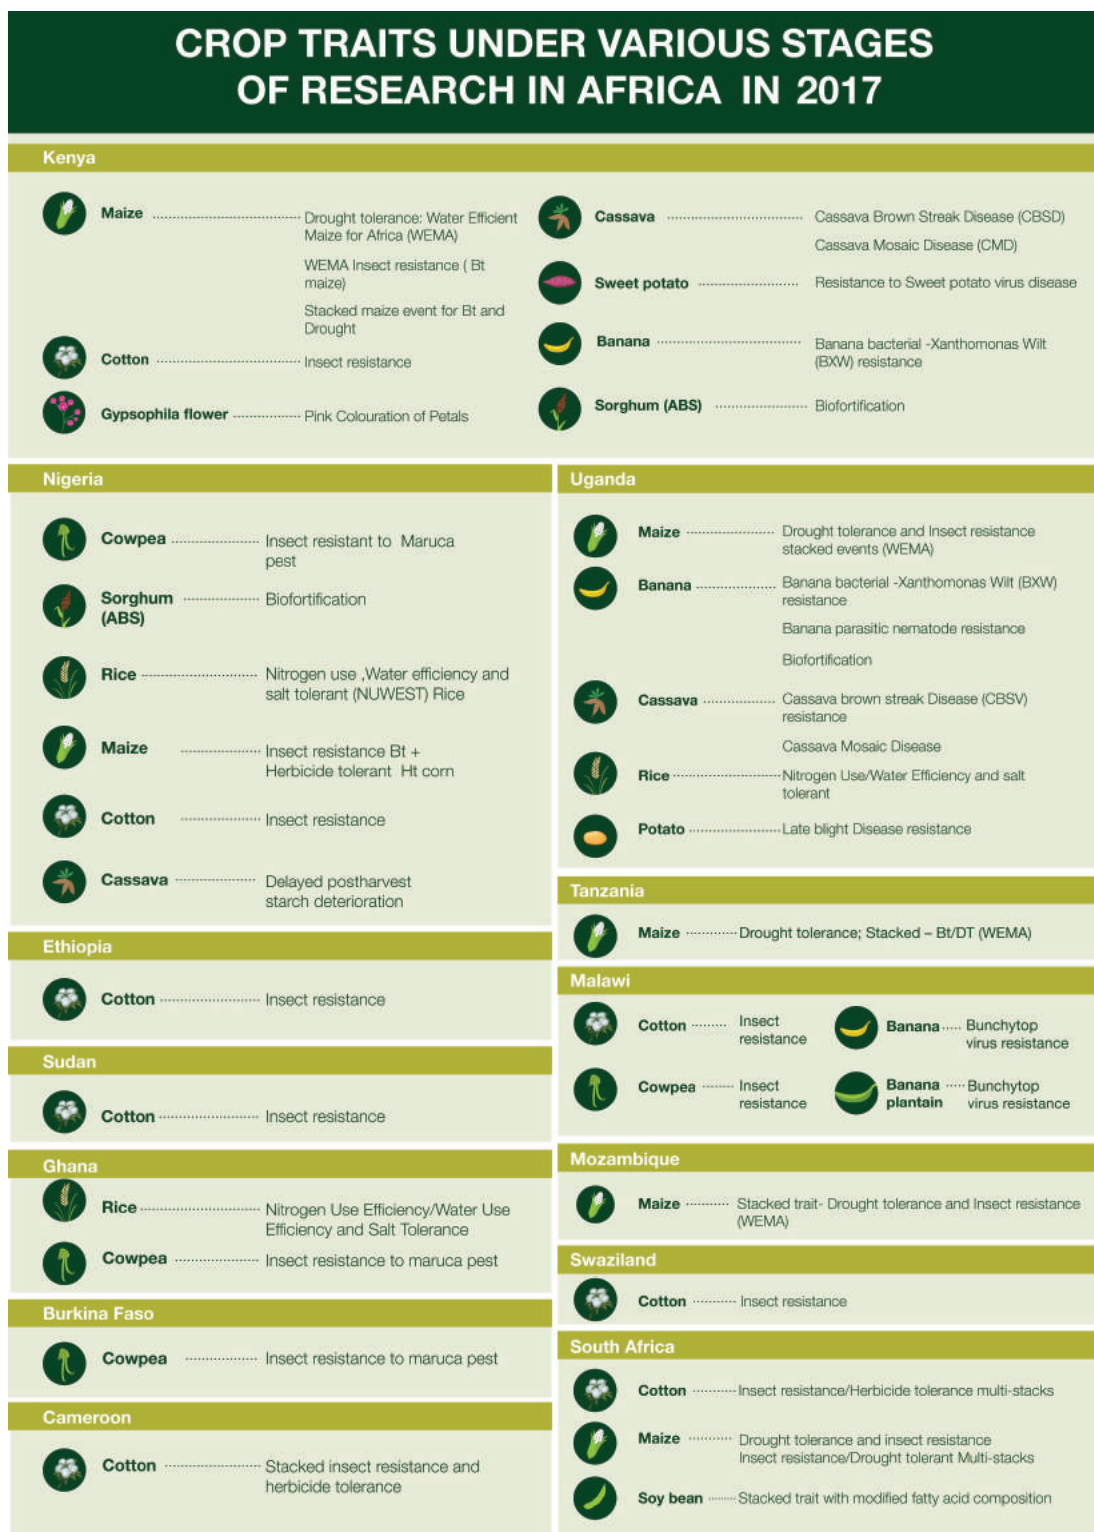 CROP TRAITS UNDER VARIOUS STAGES
OF RESEARCH IN AFRICA IN 2017
Kenya
Maize
Drought tolerance: Water Efficient
Maize for Africa (WEMA)
WEMA Insect resistance ( Bt
maize)
Stacked maize event for Bt and
Drought
Cotton
Insect resistance
Gypsophila flower
Pink Colouration of Petals
Cassava
Cassava Brown Streak Disease (CBSD)
Cassava Mosaic Disease (CMD)
Sweet potato
Resistance to Sweet potato virus disease
Banana
Banana bacterial -Xanthomonas Wilt
(BXW) resistance
Sorghum (ABS)
Biofortification
Nigeria
Cowpea
Insect resistant to Maruca
pest
Sorghum
(ABS)
Biofortification
Rice
Nitrogen use ,Water efficiency and
salt tolerant (NUWEST) Rice
Maize
Insect resistance Bt +
Herbicide tolerant Ht corn
Cotton
Insect resistance
Cassava
Delayed postharvest
starch deterioration
Ethiopia
Cotton
Insect resistance
Sudan
Cotton
Insect resistance
Ghana
Rice
Nitrogen Use Efficiency/Water Use
Efficiency and Salt Tolerance
Cowpea
Insect resistance to maruca pest
Burkina Faso
Cowpea
Insect resistance to maruca pest
Cameroon
Cotton
Stacked insect resistance and
herbicide tolerance
Uganda
Maize
Drought tolerance and Insect resistance
stacked events (WEMA)
Banana
Banana bacterial -Xanthomonas Wilt (BXW)
resistance
Banana parasitic nematode resistance
Biofortification
Cassava
Cassava brown streak Disease (CBSV)
resistance
Cassava Mosaic Disease
Rice
Nitrogen Use/Water Efficiency and salt
tolerant
Potato
Late blight Disease resistance
Tanzania
Maize
Drought tolerance; Stacked – Bt/DT (WEMA)
Malawi
Cotton
Insect
resistance
Cowpea
Insect
resistance
Banana
Bunchytop
virus resistance
Banana
plantain
Bunchytop
virus resistance
Mozambique
Maize
Stacked trait- Drought tolerance and Insect resistance
(WEMA)
Swaziland
Cotton
Insect resistance
South Africa
Cotton
Insect resistance/Herbicide tolerance multi-stacks
Maize
Drought tolerance and insect resistance
Insect resistance/Drought tolerant Multi-stacks
Soy bean
Stacked trait with modified fatty acid composition